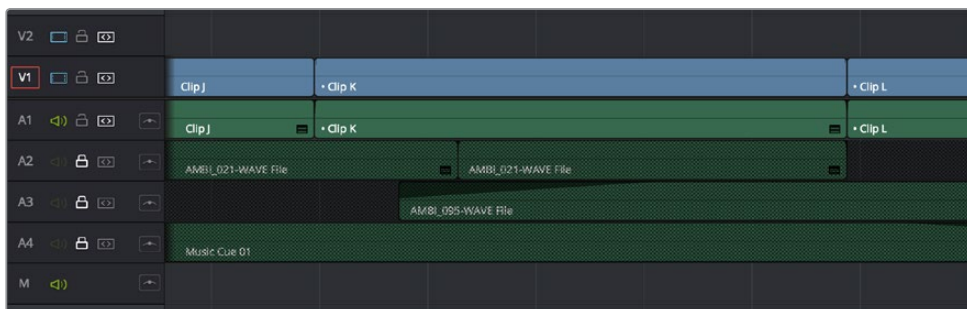 V2
V1 Clip J • Clip K • Clip L
A1 Clip J • Clip K • Clip L
A2 AMBI_021-WAVE File AMBI_021-WAVE File
A3 AMBI_095-WAVE File
A4 Music Cue 01
M